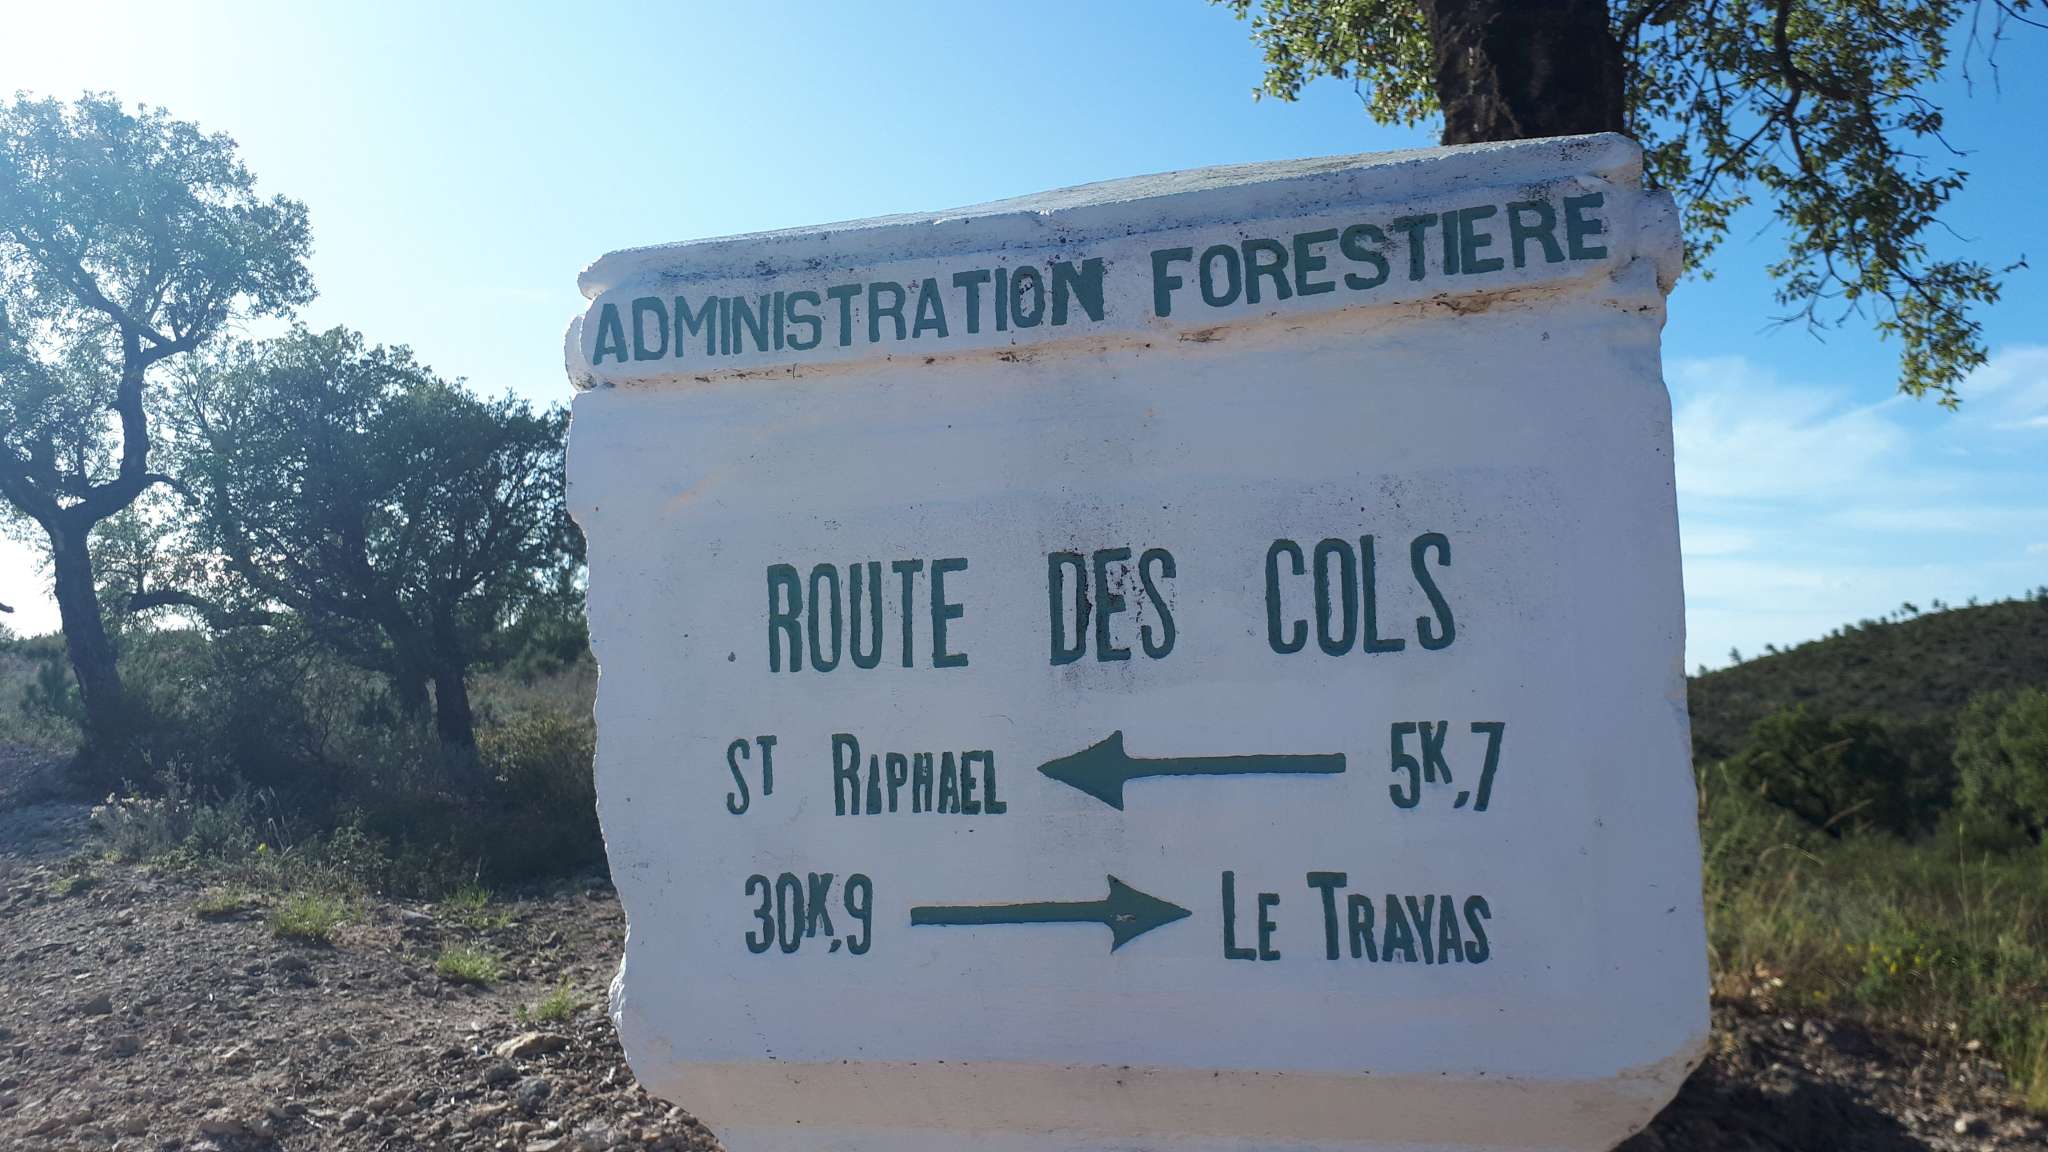 ADMINISTRATION FORESTIERE
ROUTE DES COLS
ST RAPHAEL 5K,7
30K,9 LE TRAYAS